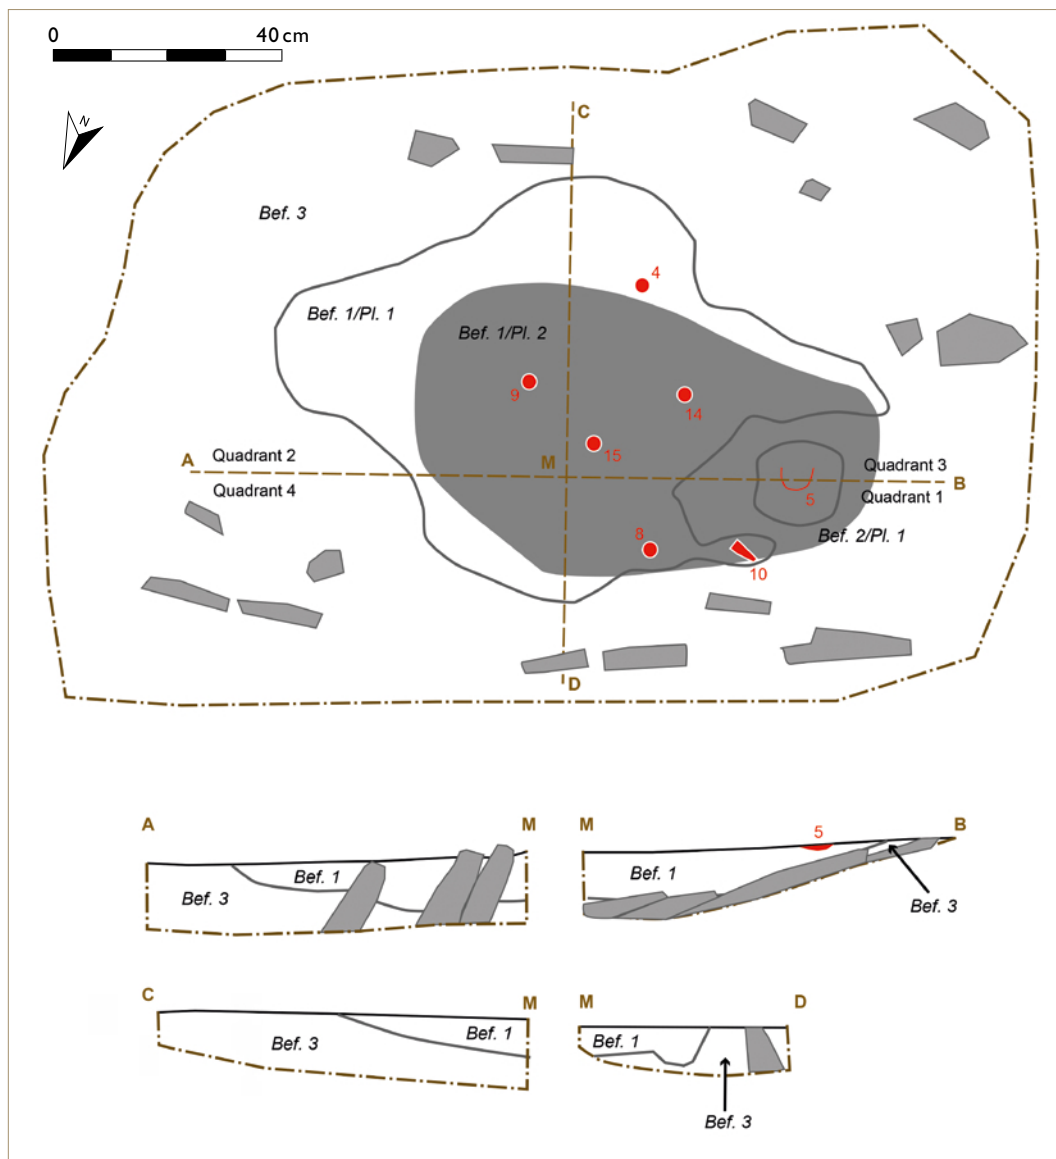 0 40 cm
N
C
Bef. 3
4
Bef. 1/Pl. 1
Bef. 1/Pl. 2
9
14
15
A Quadrant 2 M Quadrant 3
Quadrant 4 5 Quadrant 1 B
8 Bef. 2/Pl. 1
10
D
A M M 5 B
Bef. 1 Bef. 1
Bef. 3 Bef. 3
C M M D
Bef. 3 Bef. 1 Bef. 1
Bef. 3